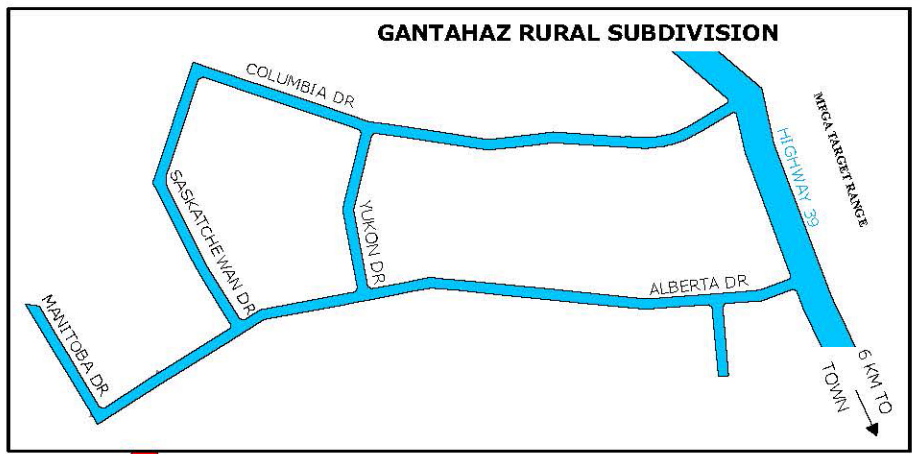 GANTAHAZ RURAL SUBDIVISION
COLUMBIA DR
MEGA TARGET RANGE
HIGHWAY 39
SASKATCHEWAN DR
YUKON DR
ALBERTA DR
MANITOBA DR
6 KM TO
TOWN